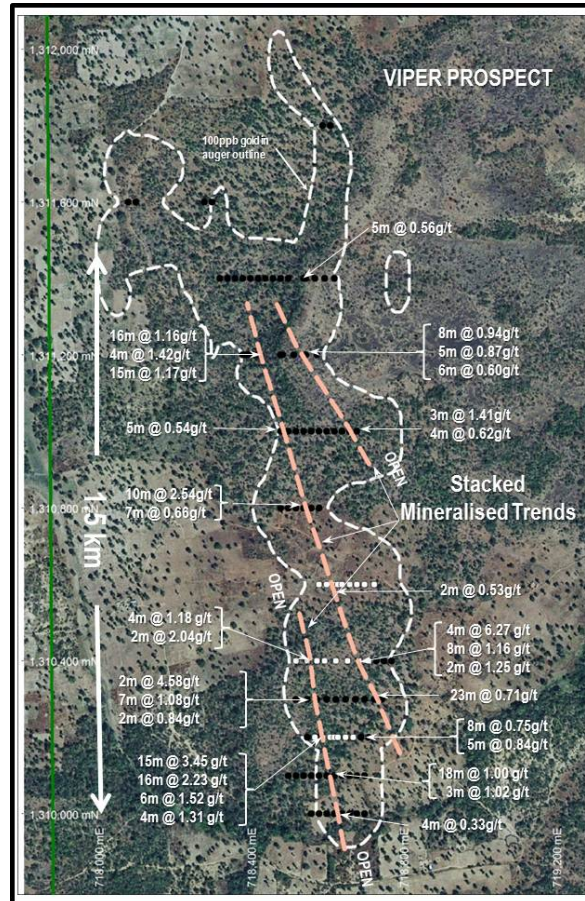 1,312,000 mN
VIPER PROSPECT
100ppb gold in
auger outline
1,311,600 mN
5m @ 0.56g/t
16m @ 1.16g/t
4m @ 1.42g/t
15m @ 1.17g/t
8m @ 0.94g/t
5m @ 0.87g/t
6m @ 0.60g/t
1,311,200 mN
5m @ 0.54g/t
3m @ 1.41g/t
4m @ 0.62g/t
OPEN
1.5 km
10m @ 2.54g/t
7m @ 0.66g/t
Stacked
Mineralised Trends
OPEN
2m @ 0.53g/t
4m @ 1.18 g/t
2m @ 2.04g/t
4m @ 6.27 g/t
8m @ 1.16 g/t
2m @ 1.25 g/t
1,310,400 mN
2m @ 4.58g/t
7m @ 1.08g/t
2m @ 0.84g/t
23m @ 0.71g/t
8m @ 0.75g/t
5m @ 0.84g/t
15m @ 3.45 g/t
16m @ 2.23 g/t
6m @ 1.52 g/t
4m @ 1.31 g/t
18m @ 1.00 g/t
3m @ 1.02 g/t
1,310,000 mN
4m @ 0.33g/t
OPEN
718,000 mE
718,400 mE
719,200 mE